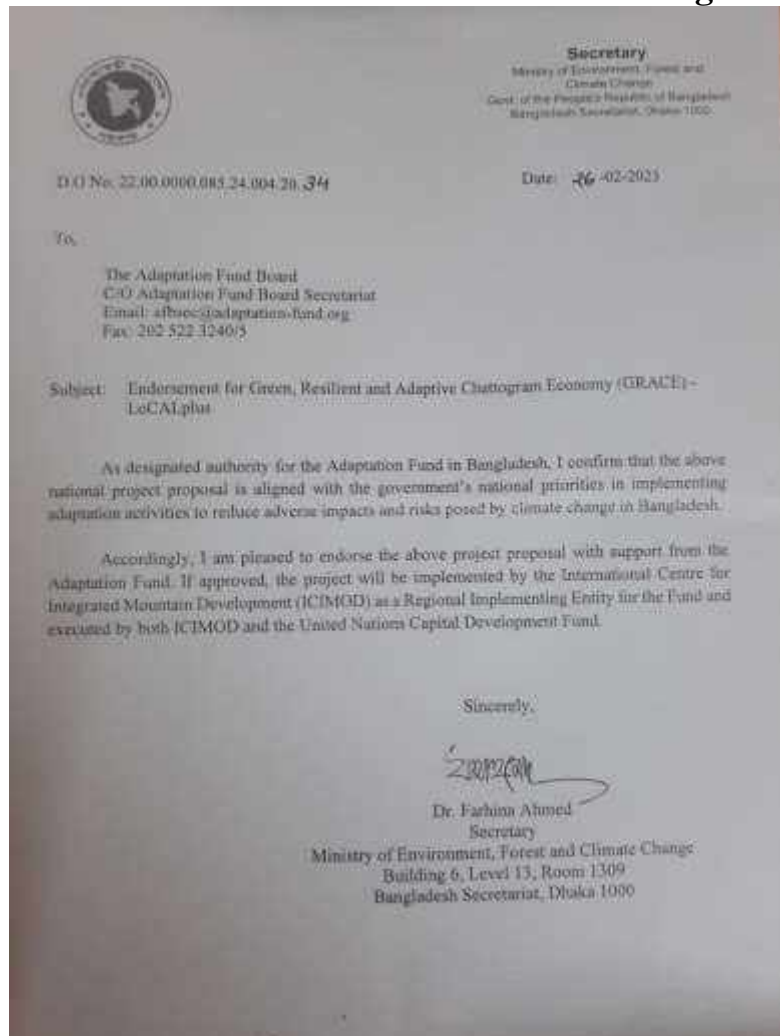 Secretary
Ministry of Environment, Forest and
Climate Change
Govt. of the People's Republic of Bangladesh
Bangladesh Secretariat, Dhaka 1000
D.O No. 22.00.0000.085.24.004.20.34
Date: 26-02-2023
To,
The Adaptation Fund Board
C/O Adaptation Fund Board Secretariat
Email: afbsec@adaptation-fund.org
Fax: 202 522 3240/5
Subject: Endorsement for Green, Resilient and Adaptive Chattogram Economy (GRACE) -
LoCALplus
As designated authority for the Adaptation Fund in Bangladesh, I confirm that the above
national project proposal is aligned with the government's national priorities in implementing
adaptation activities to reduce adverse impacts and risks posed by climate change in Bangladesh.
Accordingly, I am pleased to endorse the above project proposal with support from the
Adaptation Fund. If approved, the project will be implemented by the International Centre for
Integrated Mountain Development (ICIMOD) as a Regional Implementing Entity for the Fund and
executed by both ICIMOD and the United Nations Capital Development Fund.
Sincerely,
Dr. Farhina Ahmed
Secretary
Ministry of Environment, Forest and Climate Change
Building 6, Level 13, Room 1309
Bangladesh Secretariat, Dhaka 1000